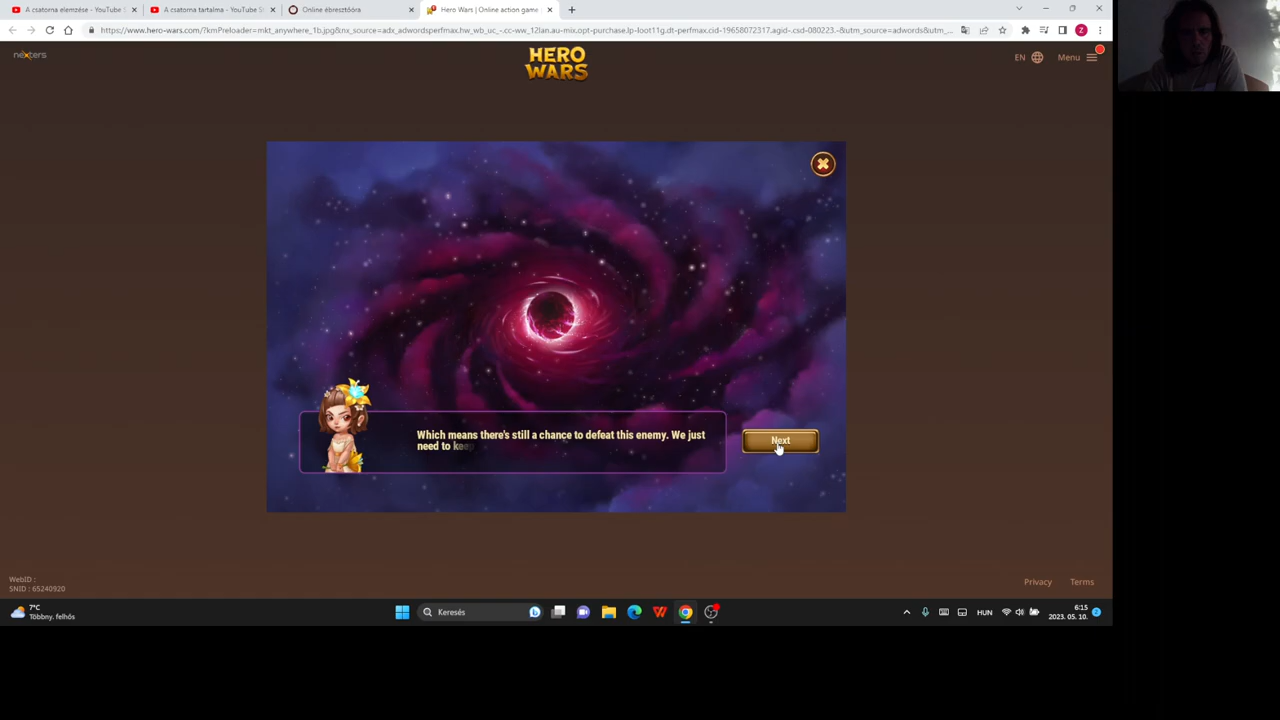 A csatorna elemzése - YouTube S
A csatorna tartalma - YouTube St
Online ébresztőóra
Hero Wars | Online action game
https://www.hero-wars.com/?kmPreloader=mkt_anywhere_1b.jpg&nx_source=adx_adwordsperfmax.hw_wb_uc_-.cc-ww_12lan.au-mix,opt-purchase.lp-loot11g.dt-perfmax.cid-19658072317.agid-.csd-080223.-&utm_source=adwords&utm_...
nexters
HERO
WARS
EN
Menu
Which means there's still a chance to defeat this enemy. We just
need to kee
Next
WebID :
SNID : 65240920
Privacy
Terms
7°C
Többny. felhős
Keresés
HUN
6:15
2023. 05. 10.